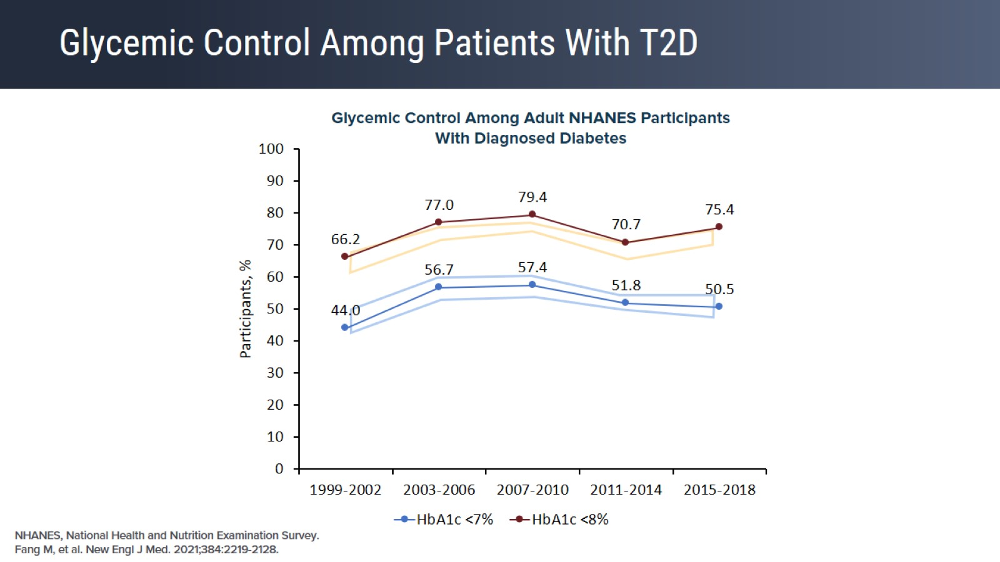 Glycemic Control Among Patients With T2D
Glycemic Control Among Adult NHANES Participants
With Diagnosed Diabetes
100
90
80
70
60
50
40
30
20
10
0
Participants, %
66.2
77.0
79.4
70.7
75.4
44.0
56.7
57.4
51.8
50.5
1999-2002 2003-2006 2007-2010 2011-2014 2015-2018
HbA1c <7% HbA1c <8%
NHANES, National Health and Nutrition Examination Survey.
Fang M, et al. New Engl J Med. 2021;384:2219-2128.